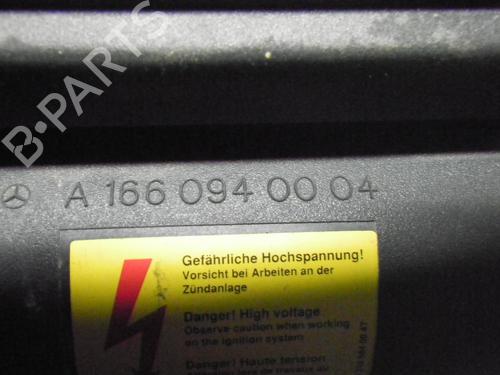 B-PARTS
A 166 094 00 04
Gefährliche Hochspannung!
Vorsicht bei Arbeiten an der
Zündanlage
Danger! High voltage
Observe caution when working
on the ignition system
Danger! Haute tension